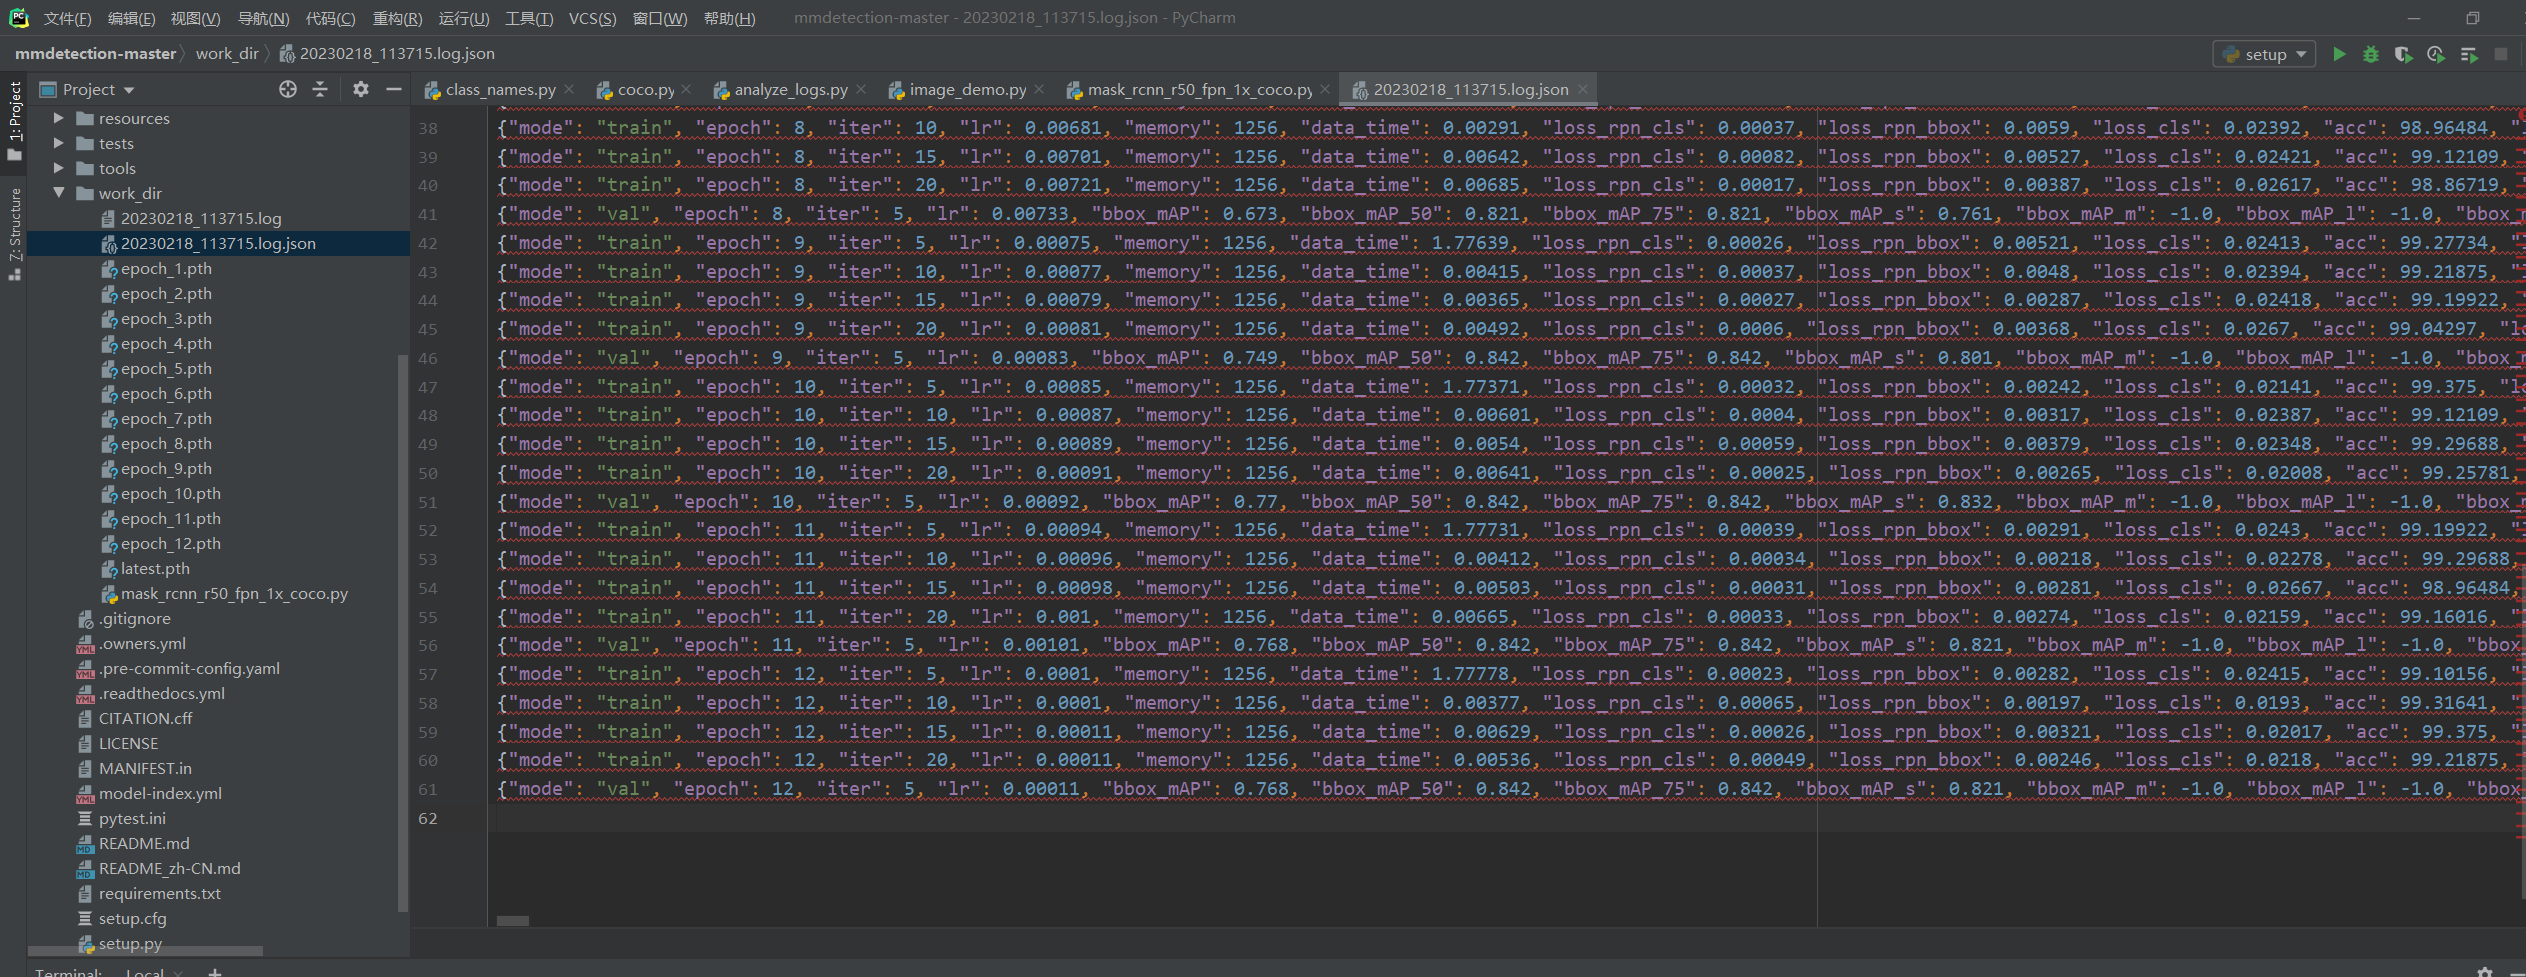 文件(F) 编辑(E) 视图(V) 导航(N) 代码(C) 重构(R) 运行(U) 工具(T) VCS(S) 窗口(W) 帮助(H) mmdetection-master - 20230218_113715.log.json - PyCharm
mmdetection-master work_dir 20230218_113715.log.json setup
1: Project
7: Structure
Project
resources
tests
tools
work_dir
20230218_113715.log
20230218_113715.log.json
epoch_1.pth
epoch_2.pth
epoch_3.pth
epoch_4.pth
epoch_5.pth
epoch_6.pth
epoch_7.pth
epoch_8.pth
epoch_9.pth
epoch_10.pth
epoch_11.pth
epoch_12.pth
latest.pth
mask_rcnn_r50_fpn_1x_coco.py
.gitignore
.owners.yml
.pre-commit-config.yaml
.readthedocs.yml
CITATION.cff
LICENSE
MANIFEST.in
model-index.yml
pytest.ini
README.md
README_zh-CN.md
requirements.txt
setup.cfg
setup.py
class_names.py coco.py analyze_logs.py image_demo.py mask_rcnn_r50_fpn_1x_coco.py 20230218_113715.log.json
38 {"mode": "train", "epoch": 8, "iter": 10, "lr": 0.00681, "memory": 1256, "data_time": 0.00291, "loss_rpn_cls": 0.00037, "loss_rpn_bbox": 0.0059, "loss_cls": 0.02392, "acc": 98.96484,
39 {"mode": "train", "epoch": 8, "iter": 15, "lr": 0.00701, "memory": 1256, "data_time": 0.00642, "loss_rpn_cls": 0.00082, "loss_rpn_bbox": 0.00527, "loss_cls": 0.02421, "acc": 99.12109,
40 {"mode": "train", "epoch": 8, "iter": 20, "lr": 0.00721, "memory": 1256, "data_time": 0.00685, "loss_rpn_cls": 0.00017, "loss_rpn_bbox": 0.00387, "loss_cls": 0.02617, "acc": 98.86719,
41 {"mode": "val", "epoch": 8, "iter": 5, "lr": 0.00733, "bbox_mAP": 0.673, "bbox_mAP_50": 0.821, "bbox_mAP_75": 0.821, "bbox_mAP_s": 0.761, "bbox_mAP_m": -1.0, "bbox_mAP_l": -1.0, "bbox_m
42 {"mode": "train", "epoch": 9, "iter": 5, "lr": 0.00075, "memory": 1256, "data_time": 1.77639, "loss_rpn_cls": 0.00026, "loss_rpn_bbox": 0.00521, "loss_cls": 0.02413, "acc": 99.27734,
43 {"mode": "train", "epoch": 9, "iter": 10, "lr": 0.00077, "memory": 1256, "data_time": 0.00415, "loss_rpn_cls": 0.00037, "loss_rpn_bbox": 0.0048, "loss_cls": 0.02394, "acc": 99.21875,
44 {"mode": "train", "epoch": 9, "iter": 15, "lr": 0.00079, "memory": 1256, "data_time": 0.00365, "loss_rpn_cls": 0.00027, "loss_rpn_bbox": 0.00287, "loss_cls": 0.02418, "acc": 99.19922,
45 {"mode": "train", "epoch": 9, "iter": 20, "lr": 0.00081, "memory": 1256, "data_time": 0.00492, "loss_rpn_cls": 0.0006, "loss_rpn_bbox": 0.00368, "loss_cls": 0.0267, "acc": 99.04297, "lo
46 {"mode": "val", "epoch": 9, "iter": 5, "lr": 0.00083, "bbox_mAP": 0.749, "bbox_mAP_50": 0.842, "bbox_mAP_75": 0.842, "bbox_mAP_s": 0.801, "bbox_mAP_m": -1.0, "bbox_mAP_l": -1.0, "bbox_m
47 {"mode": "train", "epoch": 10, "iter": 5, "lr": 0.00085, "memory": 1256, "data_time": 1.77371, "loss_rpn_cls": 0.00032, "loss_rpn_bbox": 0.00242, "loss_cls": 0.02141, "acc": 99.375, "lo
48 {"mode": "train", "epoch": 10, "iter": 10, "lr": 0.00087, "memory": 1256, "data_time": 0.00601, "loss_rpn_cls": 0.0004, "loss_rpn_bbox": 0.00317, "loss_cls": 0.02387, "acc": 99.12109,
49 {"mode": "train", "epoch": 10, "iter": 15, "lr": 0.00089, "memory": 1256, "data_time": 0.0054, "loss_rpn_cls": 0.00059, "loss_rpn_bbox": 0.00379, "loss_cls": 0.02348, "acc": 99.29688,
50 {"mode": "train", "epoch": 10, "iter": 20, "lr": 0.00091, "memory": 1256, "data_time": 0.00641, "loss_rpn_cls": 0.00025, "loss_rpn_bbox": 0.00265, "loss_cls": 0.02008, "acc": 99.25781,
51 {"mode": "val", "epoch": 10, "iter": 5, "lr": 0.00092, "bbox_mAP": 0.77, "bbox_mAP_50": 0.842, "bbox_mAP_75": 0.842, "bbox_mAP_s": 0.832, "bbox_mAP_m": -1.0, "bbox_mAP_l": -1.0, "bbox_m
52 {"mode": "train", "epoch": 11, "iter": 5, "lr": 0.00094, "memory": 1256, "data_time": 1.77731, "loss_rpn_cls": 0.00039, "loss_rpn_bbox": 0.00291, "loss_cls": 0.0243, "acc": 99.19922,
53 {"mode": "train", "epoch": 11, "iter": 10, "lr": 0.00096, "memory": 1256, "data_time": 0.00412, "loss_rpn_cls": 0.00034, "loss_rpn_bbox": 0.00218, "loss_cls": 0.02278, "acc": 99.29688,
54 {"mode": "train", "epoch": 11, "iter": 15, "lr": 0.00098, "memory": 1256, "data_time": 0.00503, "loss_rpn_cls": 0.00031, "loss_rpn_bbox": 0.00281, "loss_cls": 0.02667, "acc": 98.96484,
55 {"mode": "train", "epoch": 11, "iter": 20, "lr": 0.001, "memory": 1256, "data_time": 0.00665, "loss_rpn_cls": 0.00033, "loss_rpn_bbox": 0.00274, "loss_cls": 0.02159, "acc": 99.16016,
56 {"mode": "val", "epoch": 11, "iter": 5, "lr": 0.00101, "bbox_mAP": 0.768, "bbox_mAP_50": 0.842, "bbox_mAP_75": 0.842, "bbox_mAP_s": 0.821, "bbox_mAP_m": -1.0, "bbox_mAP_l": -1.0, "bbox_
57 {"mode": "train", "epoch": 12, "iter": 5, "lr": 0.0001, "memory": 1256, "data_time": 1.77778, "loss_rpn_cls": 0.00023, "loss_rpn_bbox": 0.00282, "loss_cls": 0.02415, "acc": 99.10156,
58 {"mode": "train", "epoch": 12, "iter": 10, "lr": 0.0001, "memory": 1256, "data_time": 0.00377, "loss_rpn_cls": 0.00065, "loss_rpn_bbox": 0.00197, "loss_cls": 0.0193, "acc": 99.31641,
59 {"mode": "train", "epoch": 12, "iter": 15, "lr": 0.00011, "memory": 1256, "data_time": 0.00629, "loss_rpn_cls": 0.00026, "loss_rpn_bbox": 0.00321, "loss_cls": 0.02017, "acc": 99.375,
60 {"mode": "train", "epoch": 12, "iter": 20, "lr": 0.00011, "memory": 1256, "data_time": 0.00536, "loss_rpn_cls": 0.00049, "loss_rpn_bbox": 0.00246, "loss_cls": 0.0218, "acc": 99.21875,
61 {"mode": "val", "epoch": 12, "iter": 5, "lr": 0.00011, "bbox_mAP": 0.768, "bbox_mAP_50": 0.842, "bbox_mAP_75": 0.842, "bbox_mAP_s": 0.821, "bbox_mAP_m": -1.0, "bbox_mAP_l": -1.0, "bbox_
62
Terminal: Local